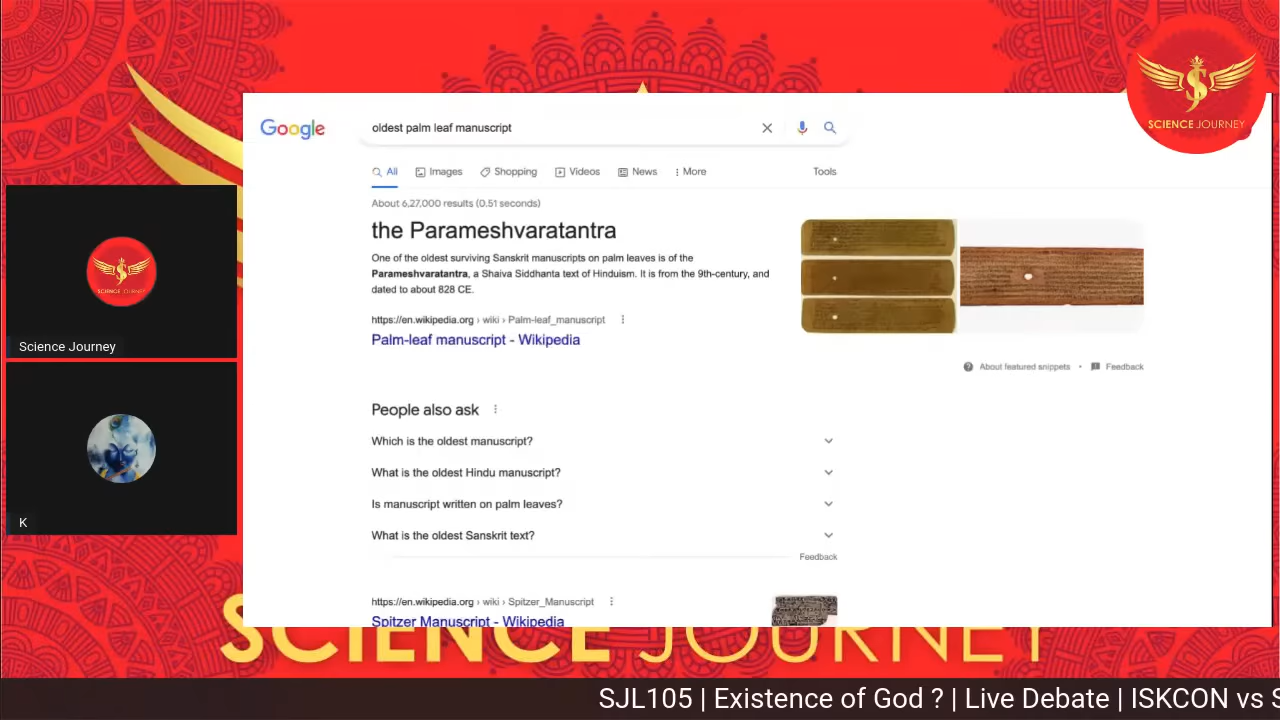 SCIENCE JOURNEY
Google
oldest palm leaf manuscript
All Images Shopping Videos News More Tools
About 6,27,000 results (0.51 seconds)
the Parameshvaratantra
One of the oldest surviving Sanskrit manuscripts on palm leaves is of the
Parameshvaratantra, a Shaiva Siddhanta text of Hinduism. It is from the 9th-century, and
dated to about 828 CE.
https://en.wikipedia.org › wiki › Palm-leaf_manuscript
Palm-leaf manuscript - Wikipedia
About featured snippets • Feedback
People also ask
Which is the oldest manuscript?
What is the oldest Hindu manuscript?
Is manuscript written on palm leaves?
What is the oldest Sanskrit text?
Feedback
https://en.wikipedia.org › wiki › Spitzer_Manuscript
Spitzer Manuscript - Wikipedia
SCIENCE JOURNEY
Science Journey
K
SCIENCE JOURNEY
SJL105 | Existence of God ? | Live Debate | ISKCON vs S